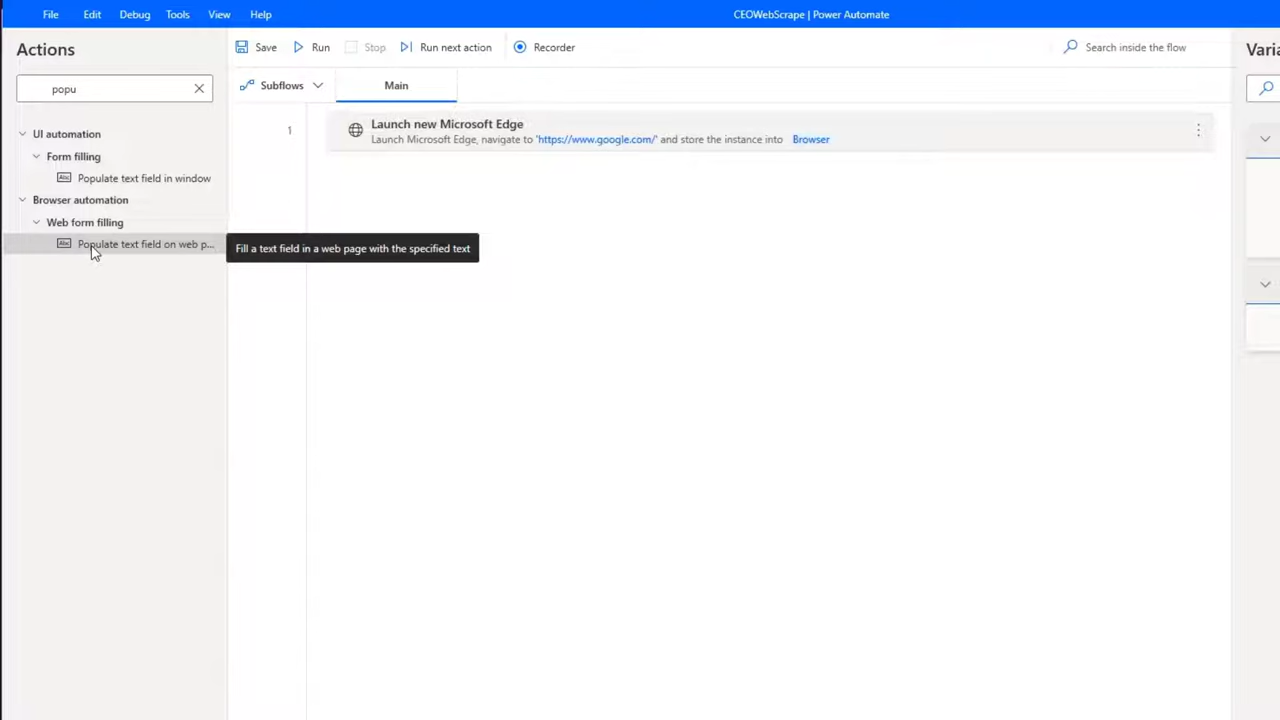 File Edit Debug Tools View Help
CEOWebScrape | Power Automate
Actions
Save Run Stop Run next action Recorder
Search inside the flow
popu
Subflows
Main
UI automation
Form filling
Populate text field in window
Browser automation
Web form filling
Populate text field on web p...
Fill a text field in a web page with the specified text
1
Launch new Microsoft Edge
Launch Microsoft Edge, navigate to 'https://www.google.com/' and store the instance into Browser
Varia